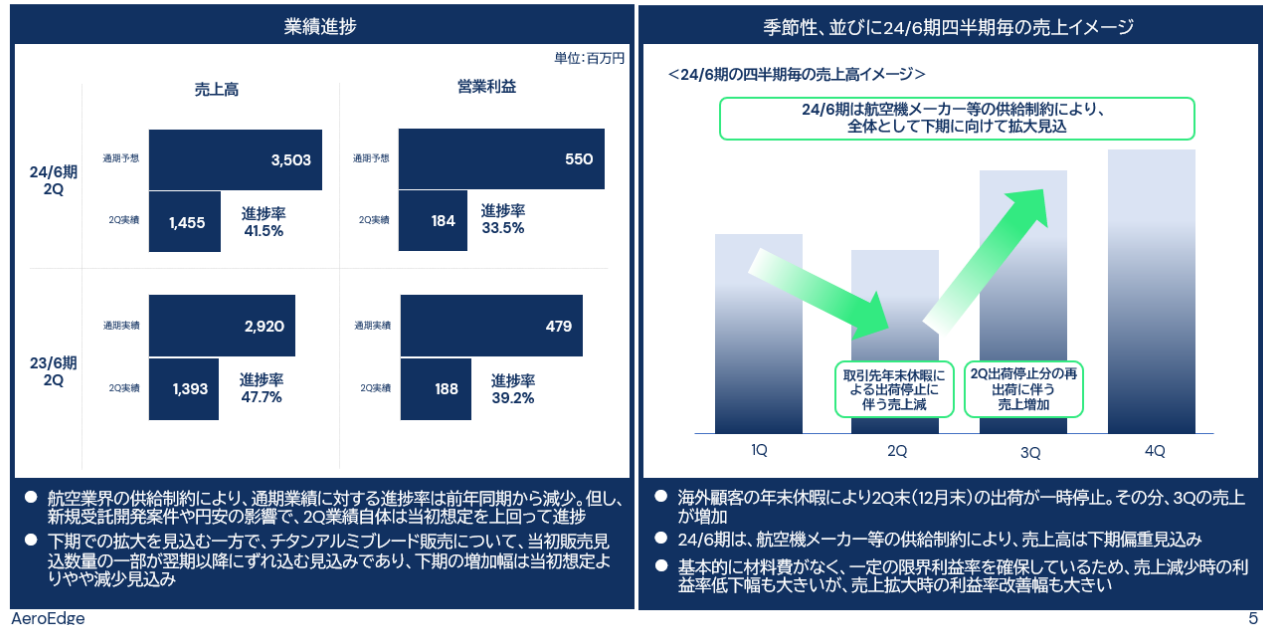 業績進捗
単位：百万円
売上高
営業利益
24/6期
2Q
通期予想
3,503
2Q実績
1,455
進捗率
41.5%
通期予想
550
2Q実績
184
進捗率
33.5%
23/6期
2Q
通期実績
2,920
2Q実績
1,393
進捗率
47.7%
通期実績
479
2Q実績
188
進捗率
39.2%
● 航空業界の供給制約により、通期業績に対する進捗率は前年同期から減少。但し、
新規受託開発案件や円安の影響で、2Q業績自体は当初想定を上回って進捗
● 下期での拡大を見込む一方で、チタンアルミブレード販売について、当初販売見
込数量の一部が翌期以降にずれ込む見込みであり、下期の増加幅は当初想定よ
りやや減少見込み
季節性、並びに24/6期四半期毎の売上イメージ
＜24/6期の四半期毎の売上高イメージ＞
24/6期は航空機メーカー等の供給制約により、
全体として下期に向けて拡大見込
取引先年末休暇に
よる出荷停止に
伴う売上減
2Q出荷停止分の再
出荷に伴う
売上増加
1Q
2Q
3Q
4Q
● 海外顧客の年末休暇により2Q末（12月末）の出荷が一時停止。その分、3Qの売上
が増加
● 24/6期は、航空機メーカー等の供給制約により、売上高は下期偏重見込み
● 基本的に材料費がなく、一定の限界利益率を確保しているため、売上減少時の利
益率低下幅も大きいが、売上拡大時の利益率改善幅も大きい
AeroEdge
5